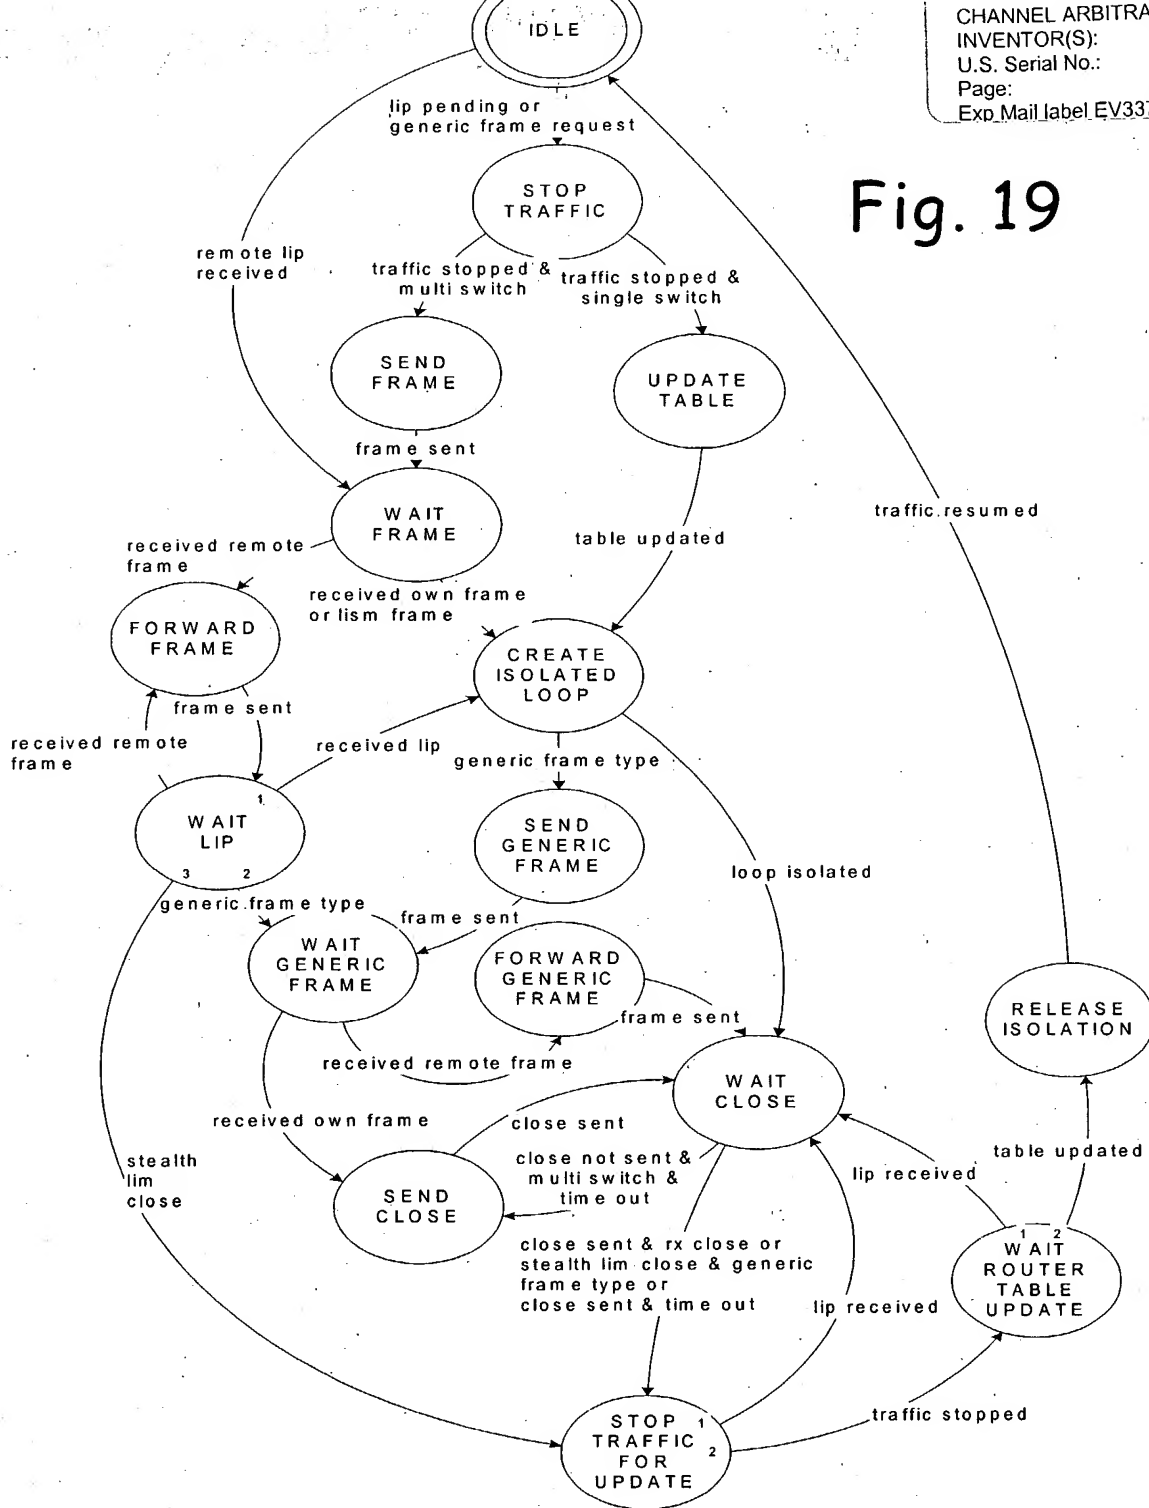 IDLE
CHANNEL ARBITRA
INVENTOR(S):
U.S. Serial No.:
Page:
Exp Mail label EV33
Fig. 19
lip pending or
generic frame request
STOP
TRAFFIC
remote lip
received
traffic stopped &
multi switch
traffic stopped &
single switch
SEND
FRAME
UPDATE
TABLE
frame sent
WAIT
FRAME
traffic resumed
table updated
received remote
frame
received own frame
or lism frame
FORWARD
FRAME
CREATE
ISOLATED
LOOP
frame sent
received remote
frame
received lip
generic frame type
1
WAIT
LIP
3 2
SEND
GENERIC
FRAME
loop isolated
generic frame type
frame sent
WAIT
GENERIC
FRAME
FORWARD
GENERIC
FRAME
frame sent
RELEASE
ISOLATION
received remote frame
WAIT
CLOSE
received own frame
close sent
stealth
lim
close
close not sent &
multi switch &
time out
SEND
CLOSE
lip received
table updated
close sent & rx close or
stealth lim close & generic
frame type or
close sent & time out
1 2
WAIT
ROUTER
TABLE
UPDATE
lip received
STOP 1
TRAFFIC 2
FOR
UPDATE
traffic stopped